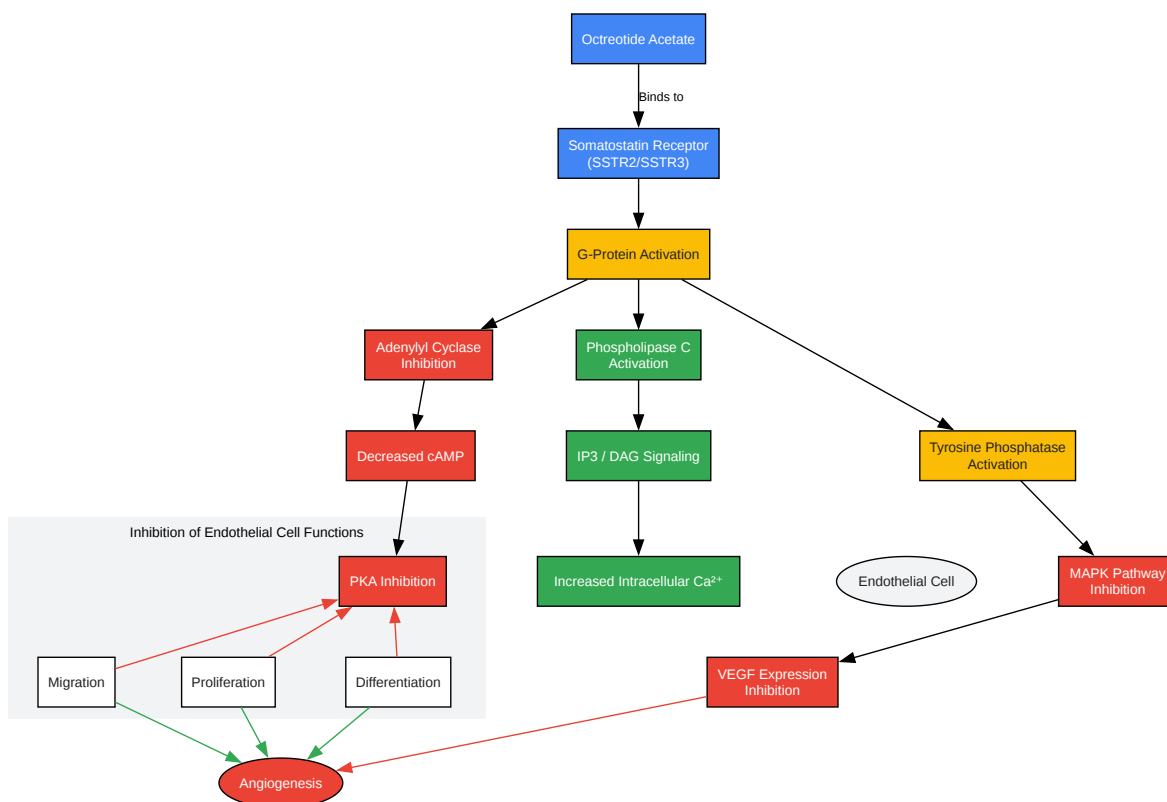 Octreotide Acetate
Binds to
Somatostatin Receptor
(SSTR2/SSTR3)
G-Protein Activation
Adenylyl Cyclase
Inhibition
Phospholipase C
Activation
Decreased cAMP
IP3 / DAG Signaling
Tyrosine Phosphatase
Activation
Inhibition of Endothelial Cell Functions
PKA Inhibition
Increased Intracellular Ca²⁺
Endothelial Cell
MAPK Pathway
Inhibition
Migration
Proliferation
Differentiation
VEGF Expression
Inhibition
Angiogenesis